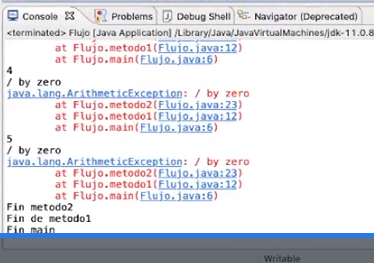 Console Problems Debug Shell Navigator (Deprecated)
<terminated> Flujo [Java Application] /Library/Java/JavaVirtualMachines/jdk-11.0.8
at Flujo.metodo1(Flujo.java:12)
at Flujo.main(Flujo.java:6)
4
/ by zero
java.lang.ArithmeticException: / by zero
at Flujo.metodo2(Flujo.java:23)
at Flujo.metodo1(Flujo.java:12)
at Flujo.main(Flujo.java:6)
5
/ by zero
java.lang.ArithmeticException: / by zero
at Flujo.metodo2(Flujo.java:23)
at Flujo.metodo1(Flujo.java:12)
at Flujo.main(Flujo.java:6)
Fin metodo2
Fin de metodo1
Fin main
Writable